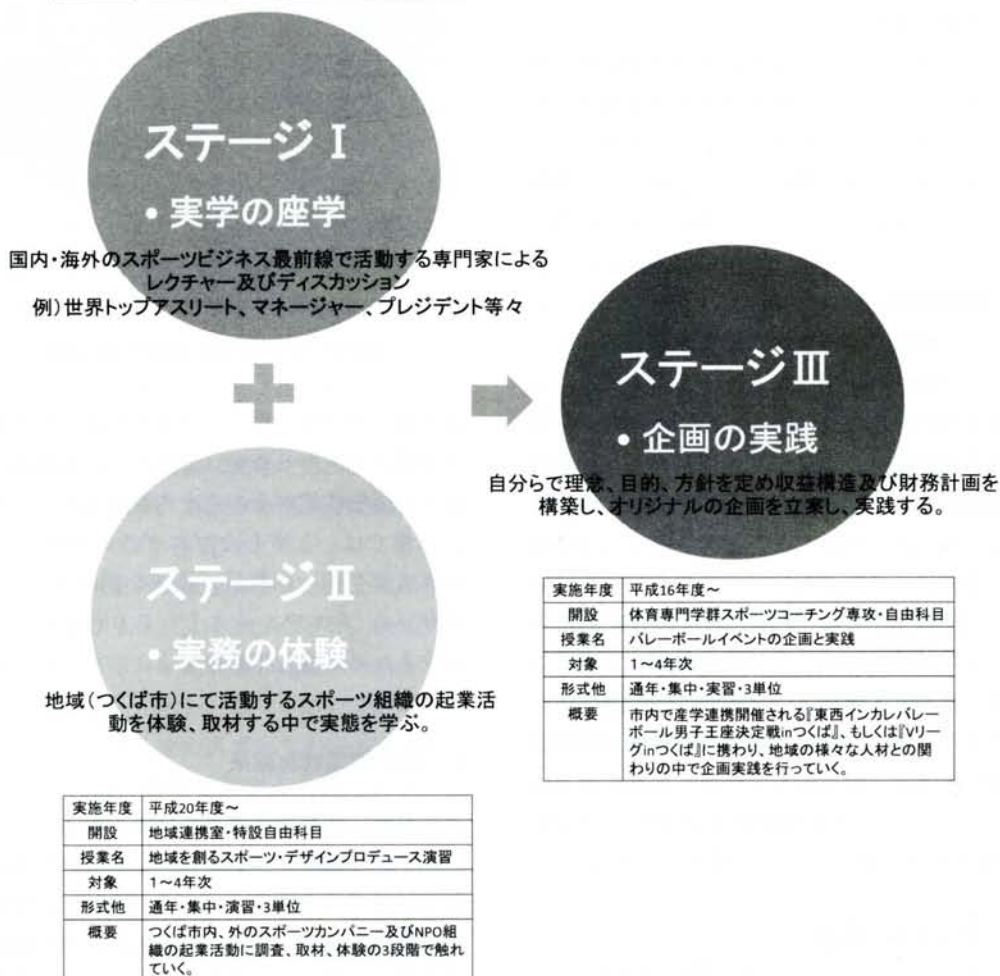 ステージⅠ
・実学の座学
国内・海外のスポーツビジネス最前線で活動する専門家による
レクチャー及びディスカッション
例)世界トップアスリート、マネージャー、プレジデント等々
ステージⅡ
・実務の体験
地域(つくば市)にて活動するスポーツ組織の起業活
動を体験、取材する中で実態を学ぶ。
実施年度 平成20年度~
開設 地域連携室・特設自由科目
授業名 地域を創るスポーツ・デザインプロデュース演習
対象 1~4年次
形式他 通年・集中・演習・3単位
概要 つくば市内、外のスポーツカンパニー及びNPO組
織の起業活動に調査、取材、体験の3段階で触れ
ていく。
ステージⅢ
・企画の実践
自分らで理念、目的、方針を定め収益構造及び財務計画を
構築し、オリジナルの企画を立案し、実践する。
実施年度 平成16年度~
開設 体育専門学群スポーツコーチング専攻・自由科目
授業名 バレーボールイベントの企画と実践
対象 1~4年次
形式他 通年・集中・実習・3単位
概要 市内で産学連携開催される『東西インカレバレー
ボール男子王座決定戦inつくば』、もしくは『Vリー
グinつくば』に携わり、地域の様々な人材との関
わりの中で企画実践を行っていく。